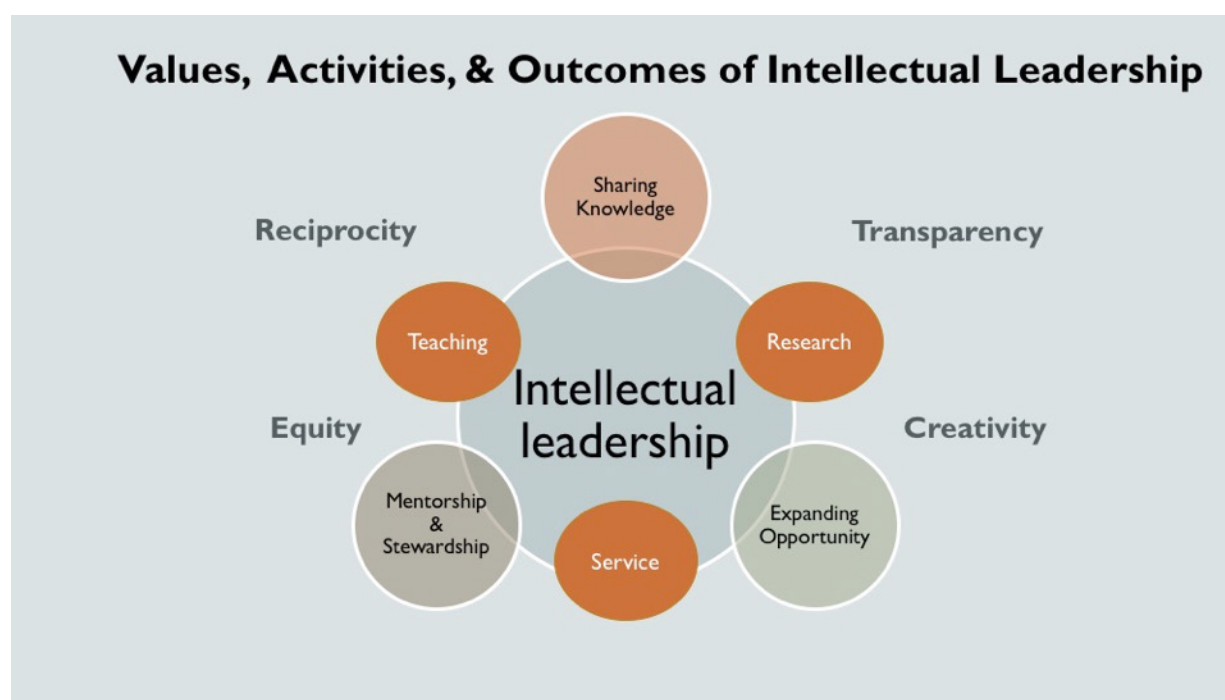 Values, Activities, & Outcomes of Intellectual Leadership
Sharing
Knowledge
Reciprocity
Transparency
Teaching
Research
Intellectual
leadership
Equity
Creativity
Mentorship
&
Stewardship
Expanding
Opportunity
Service